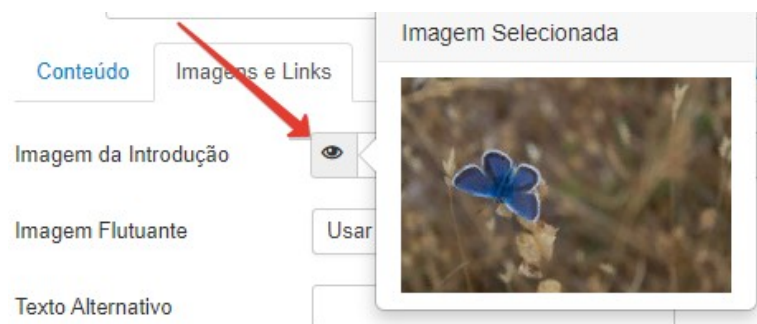 Imagem Selecionada
Conteúdo
Imagens e Links
Imagem da Introdução
Imagem Flutuante
Usar
Texto Alternativo